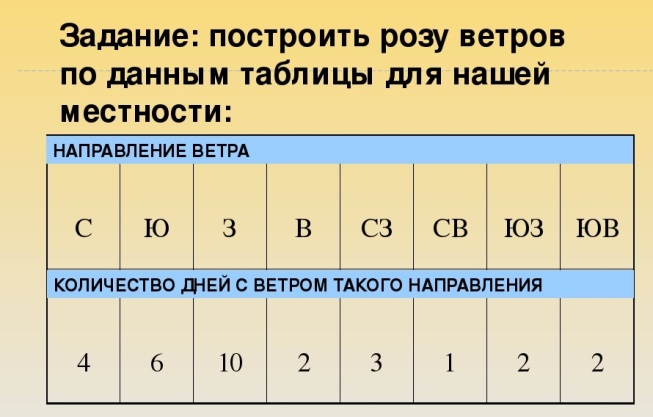 Задание: построить розу ветров
по данным таблицы для нашей
местности:
НАПРАВЛЕНИЕ ВЕТРА
С Ю З В СЗ СВ ЮЗ ЮВ
КОЛИЧЕСТВО ДНЕЙ С ВЕТРОМ ТАКОГО НАПРАВЛЕНИЯ
4 6 10 2 3 1 2 2